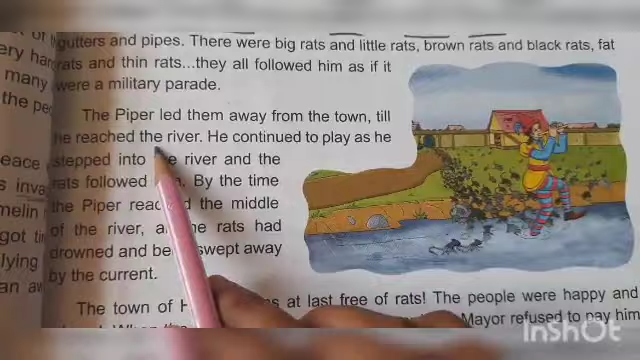 of
gutters and pipes. There were big rats and little rats, brown rats and black rats, fat
rats and thin rats...they all followed him as if it
many were a military parade.
the
The Piper led them away from the town, till
he reached the river. He continued to play as he
stepped into the river and the
rats followed. By the time
the Piper the middle
of the river, the rats had
drowned and swept away
by the current.
The town of at last free of rats! The people were happy and
Mayor refused to pay him
InShOt